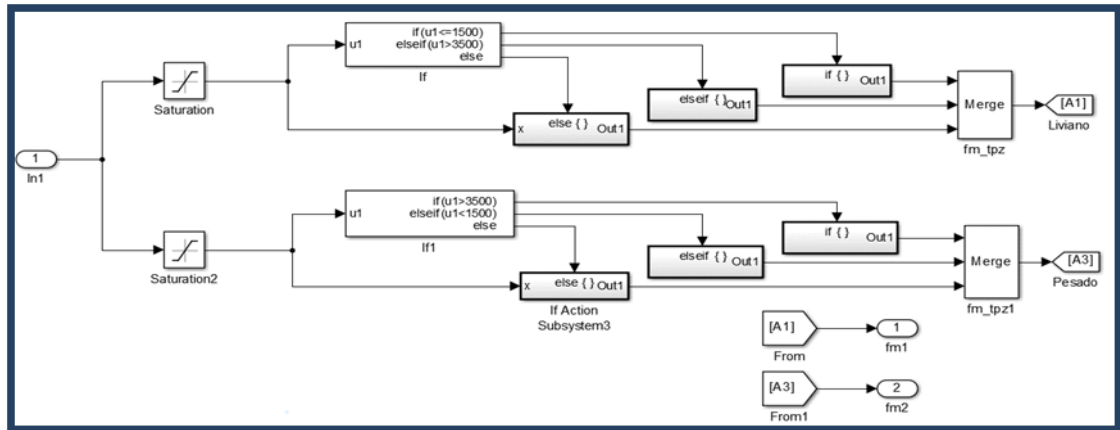 if(u1<=1500)
u1 elseif(u1>3500)
else
If
Saturation
if { } Out1
elseif { } Out1
x else { } Out1
Merge
fm_tpz
[A1]
Liviano
1
In1
if(u1>3500)
u1 elseif(u1<1500)
else
If1
Saturation2
if { } Out1
elseif { } Out1
x else { } Out1
If Action
Subsystem3
Merge
fm_tpz1
[A3]
Pesado
[A1]
From
1
fm1
[A3]
From1
2
fm2